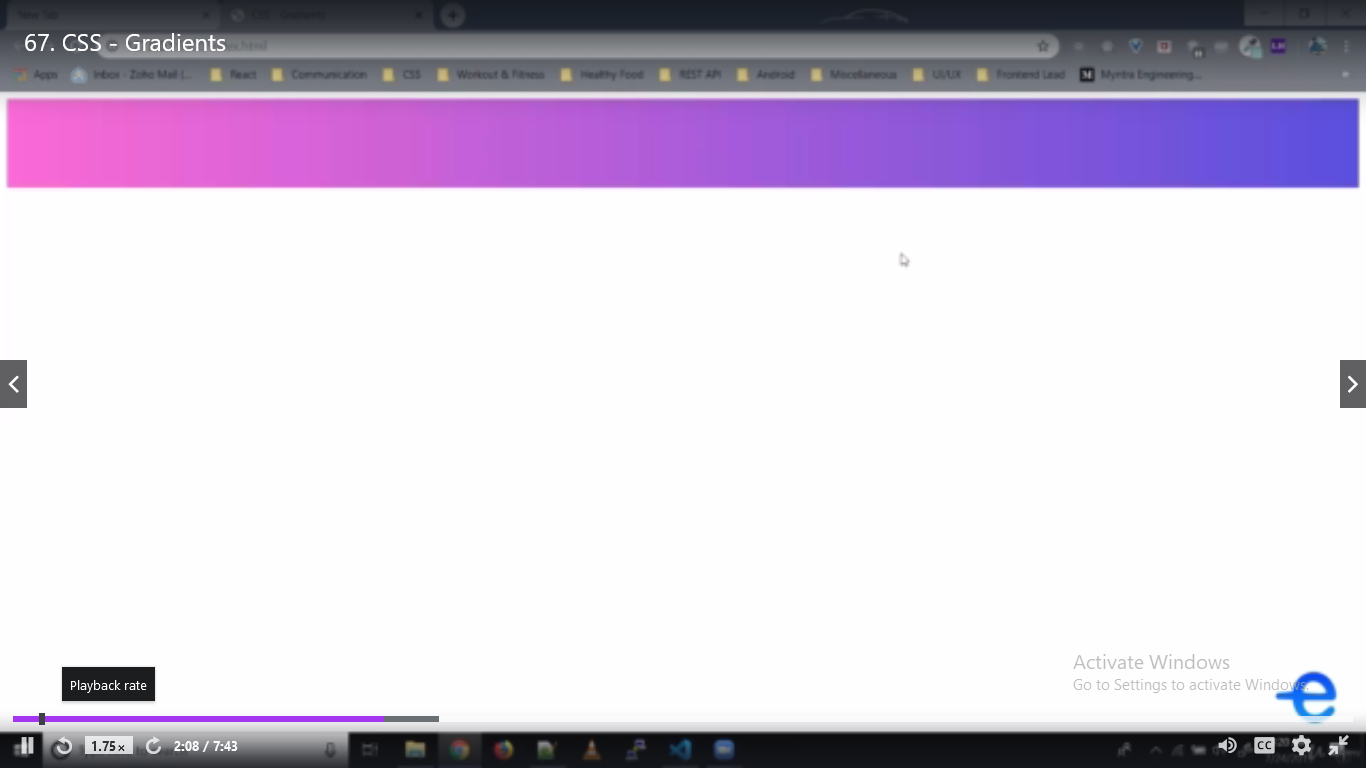 New Tab
CSS - Gradients
67. CSS - Gradients
Apps Inbox - Zoho Mail (... React Communication CSS Workout & Fitness Healthy Food REST API Android Miscellaneous UI/UX Frontend Lead M Myntra Engineering...
Activate Windows
Go to Settings to activate Windows.
e
Playback rate
1.75x 2:08 / 7:43 CC